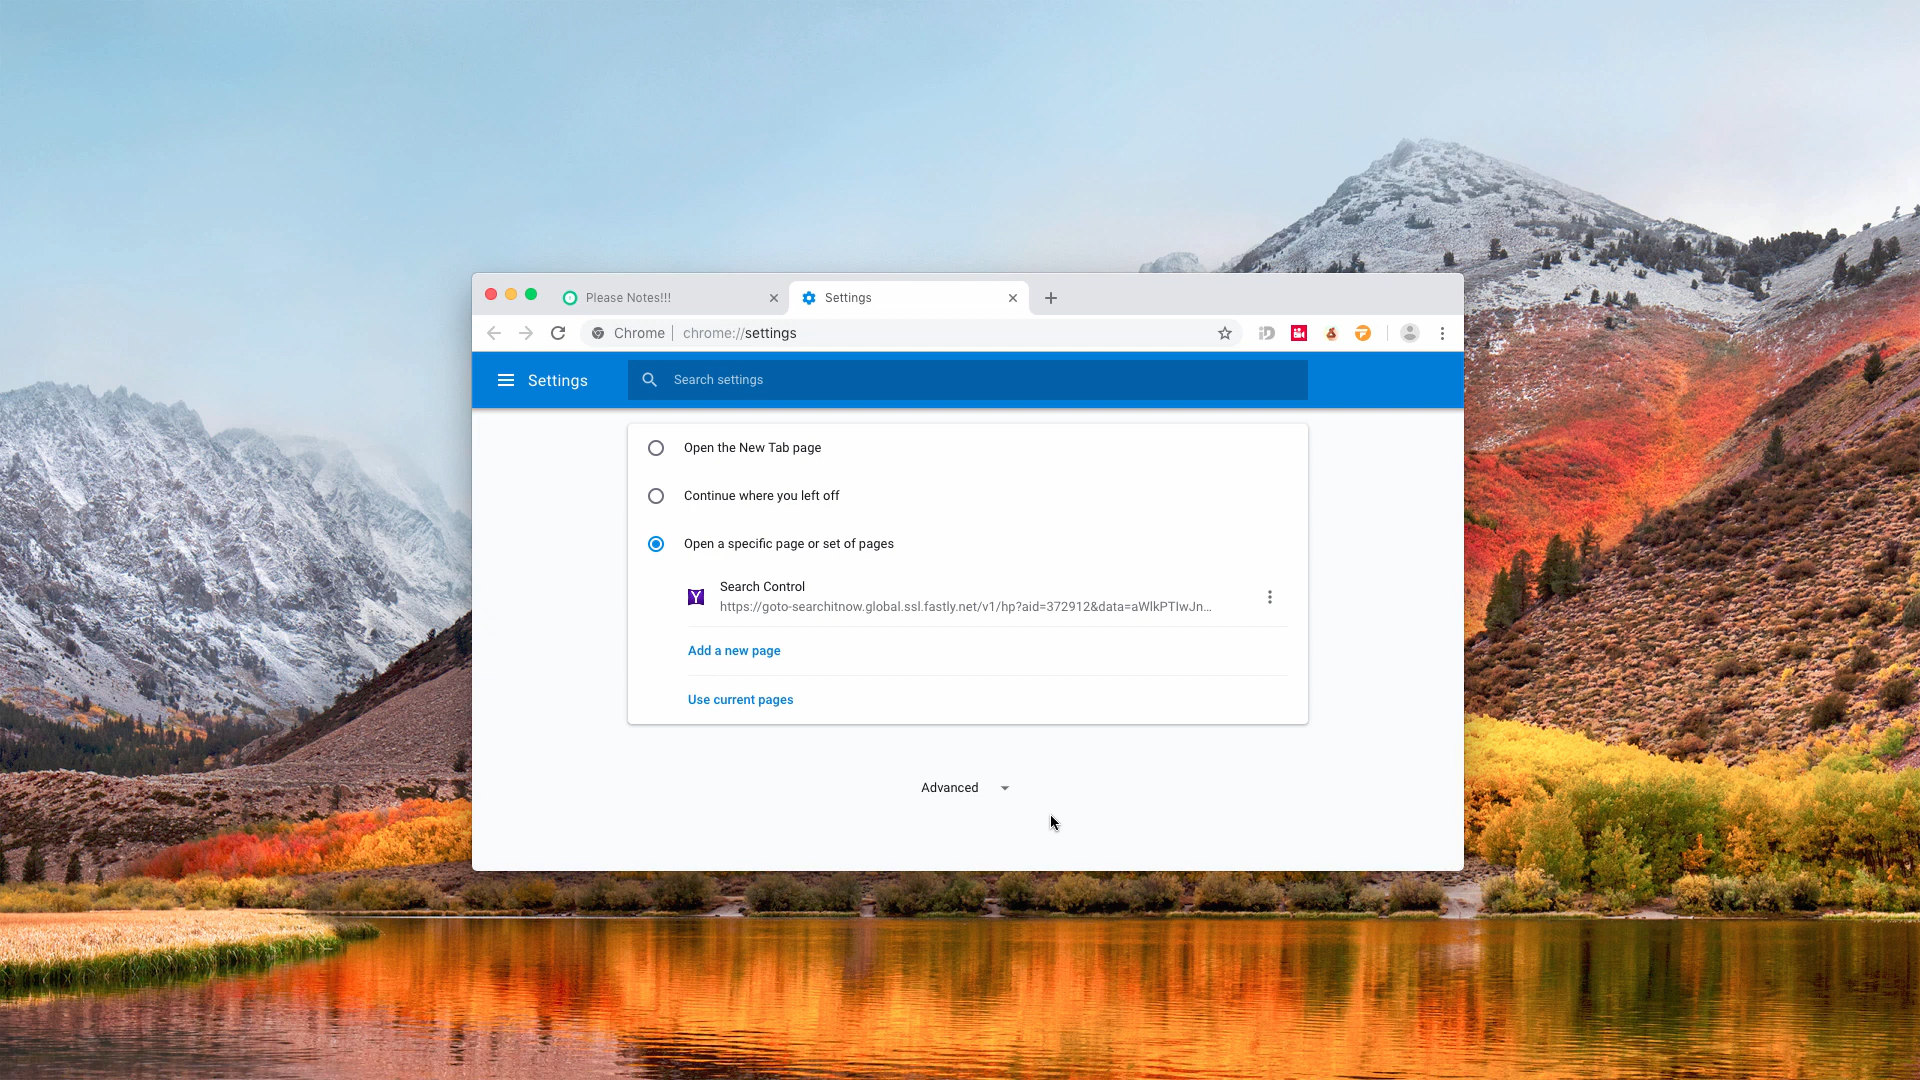 Please Notes!!!
Settings
Chrome | chrome://settings
Settings
Search settings
Open the New Tab page
Continue where you left off
Open a specific page or set of pages
Search Control
https://goto-searchitnow.global.ssl.fastly.net/v1/hp?aid=372912&data=aWlkPTIwJn...
Add a new page
Use current pages
Advanced